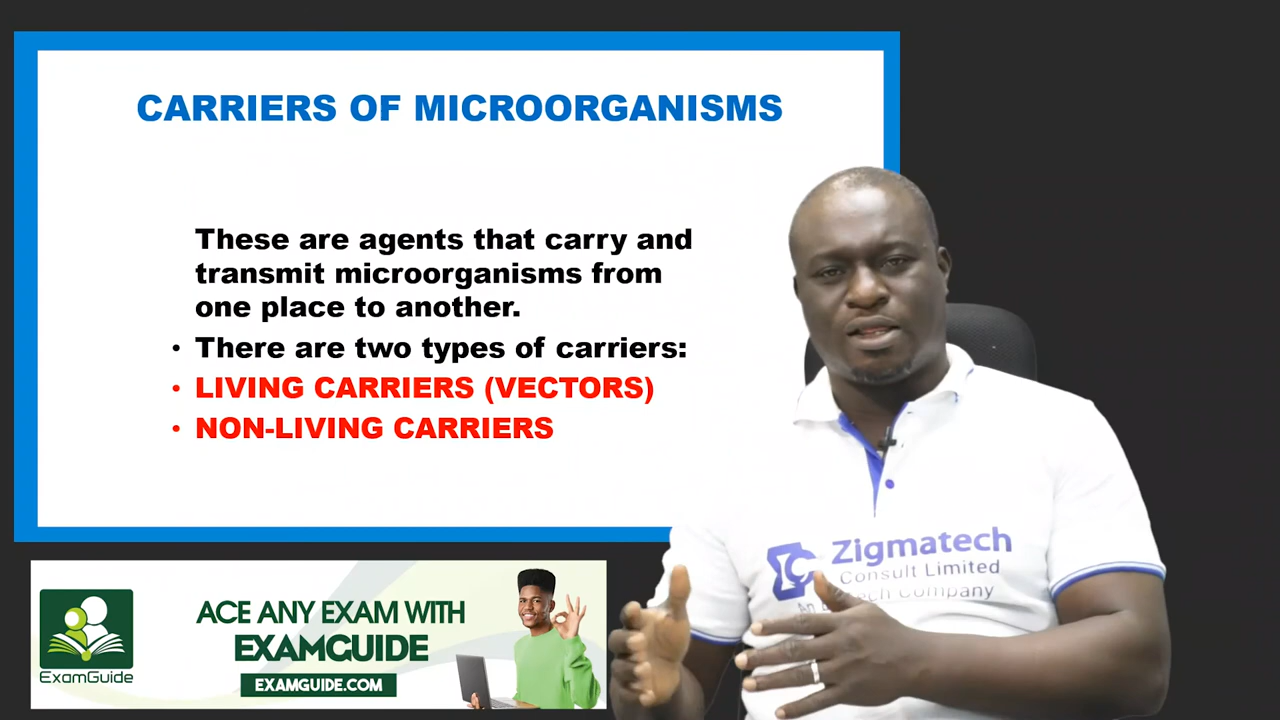 CARRIERS OF MICROORGANISMS
These are agents that carry and
transmit microorganisms from
one place to another.
• There are two types of carriers:
• LIVING CARRIERS (VECTORS)
• NON-LIVING CARRIERS
Zigmatech
Consult Limited
An
Company
ExamGuide
ACE ANY EXAM WITH
EXAMGUIDE
EXAMGUIDE.COM